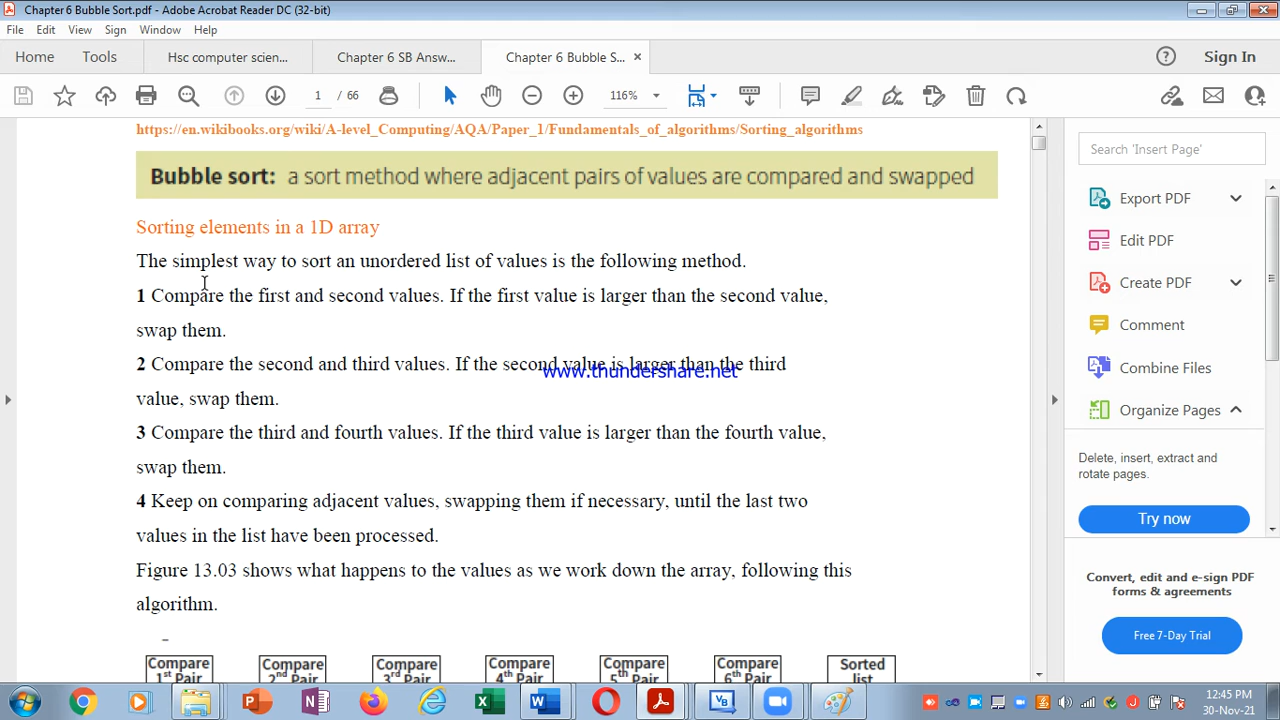 Chapter 6 Bubble Sort.pdf - Adobe Acrobat Reader DC (32-bit)
File Edit View Sign Window Help
Home Tools Hsc computer scien... Chapter 6 SB Answ... Chapter 6 Bubble S... × Sign In
1 / 66 116%
https://en.wikibooks.org/wiki/A-level_Computing/AQA/Paper_1/Fundamentals_of_algorithms/Sorting_algorithms
Bubble sort: a sort method where adjacent pairs of values are compared and swapped
Sorting elements in a 1D array
The simplest way to sort an unordered list of values is the following method.
1 Compare the first and second values. If the first value is larger than the second value,
swap them.
2 Compare the second and third values. If the second value is larger than the third
www.thundershare.net
value, swap them.
3 Compare the third and fourth values. If the third value is larger than the fourth value,
swap them.
4 Keep on comparing adjacent values, swapping them if necessary, until the last two
values in the list have been processed.
Figure 13.03 shows what happens to the values as we work down the array, following this
algorithm.
Compare Compare Compare Compare Compare Compare Sorted
1st Pair 2nd Pair 3rd Pair 4th Pair 5th Pair 6th Pair list
Search 'Insert Page'
Export PDF
Edit PDF
Create PDF
Comment
Combine Files
Organize Pages
Delete, insert, extract and
rotate pages.
Try now
Convert, edit and e-sign PDF
forms & agreements
Free 7-Day Trial
12:45 PM
30-Nov-21